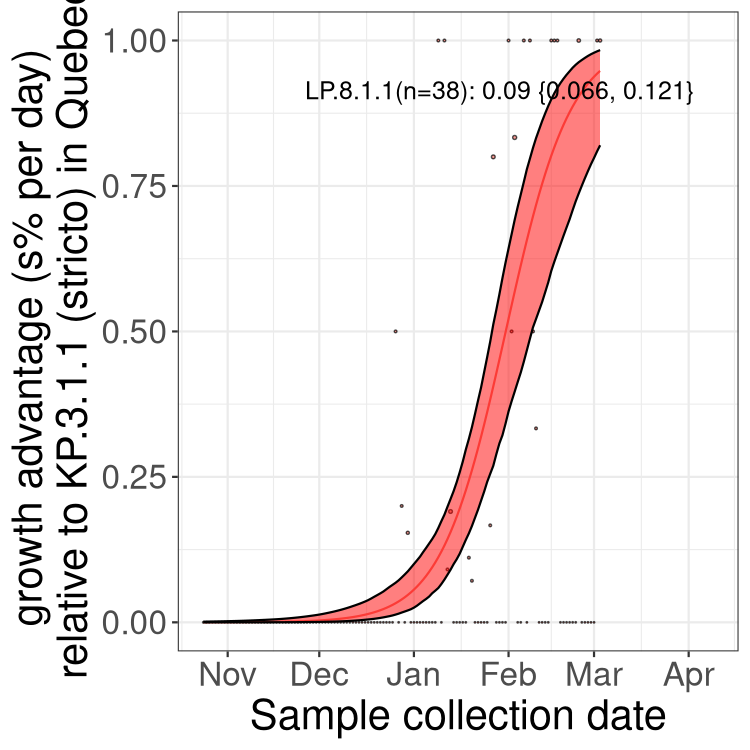 growth advantage (s% per day)
relative to KP.3.1.1 (stricto) in Quebec
1.00
0.75
0.50
0.25
0.00
LP.8.1.1(n=38): 0.09 {0.066, 0.121}
Nov Dec Jan Feb Mar Apr
Sample collection date